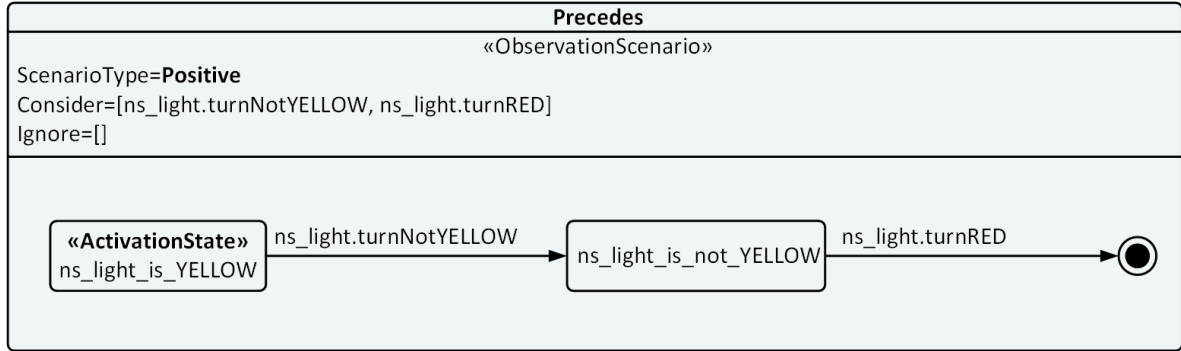 Precedes
«ObservationScenario»
ScenarioType=Positive
Consider=[ns_light.turnNotYELLOW, ns_light.turnRED]
Ignore=[]
«ActivationState»
ns_light_is_YELLOW
ns_light.turnNotYELLOW
ns_light_is_not_YELLOW
ns_light.turnRED